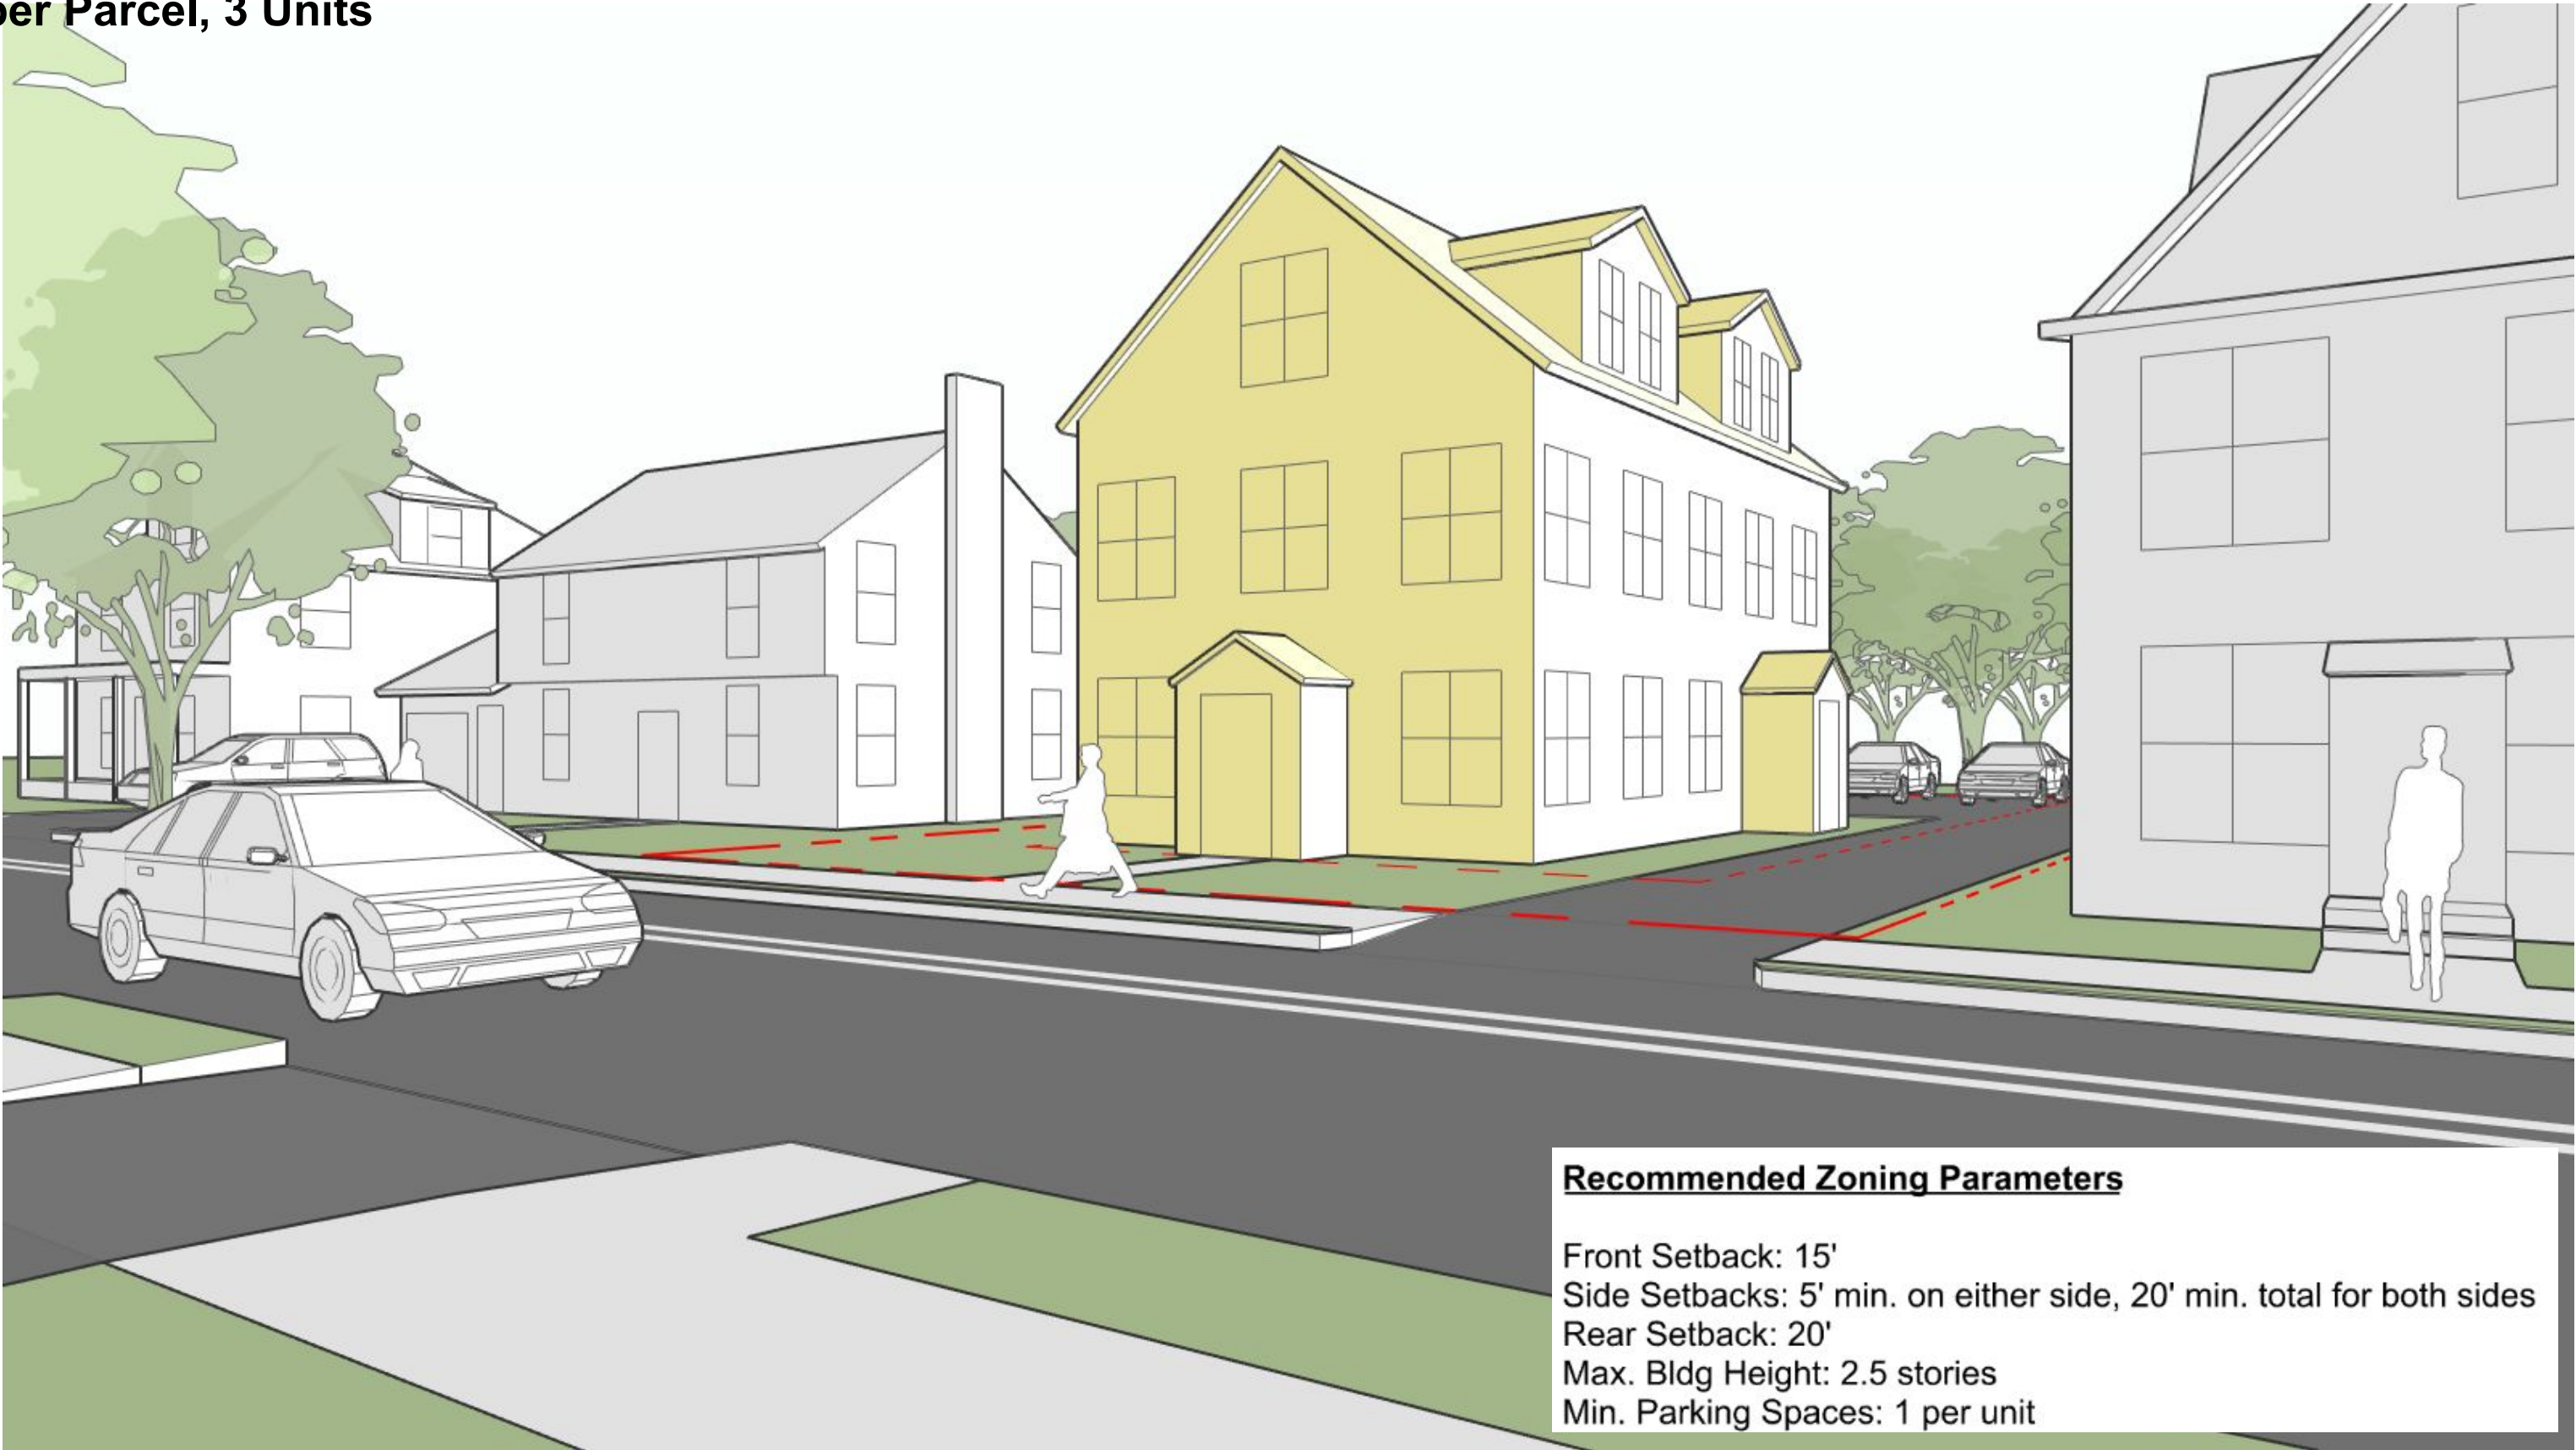 per Parcel, 3 Units
Recommended Zoning Parameters
Front Setback: 15'
Side Setbacks: 5' min. on either side, 20' min. total for both sides
Rear Setback: 20'
Max. Bldg Height: 2.5 stories
Min. Parking Spaces: 1 per unit